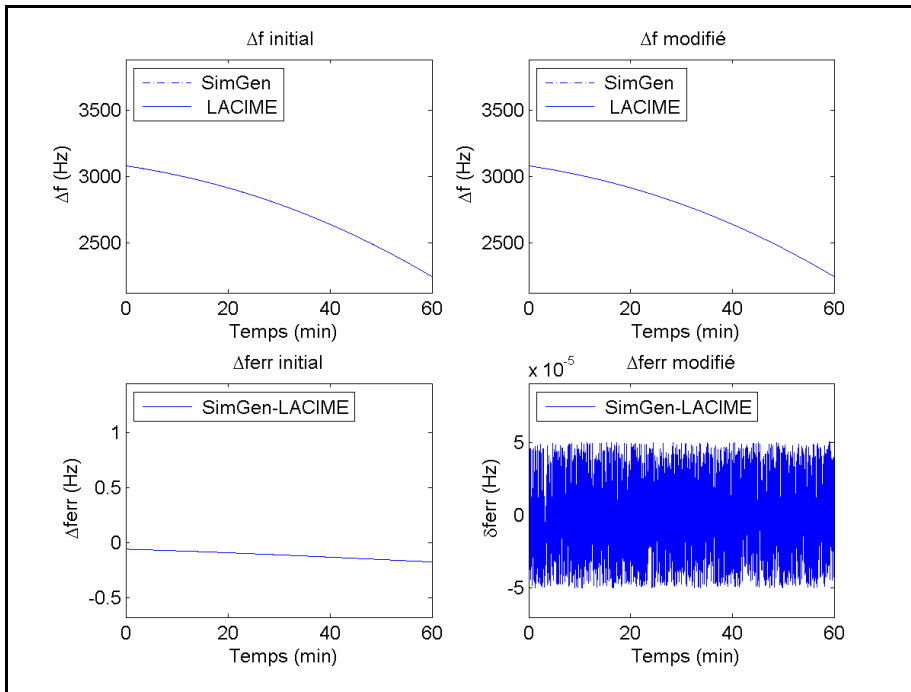 Δf initial
SimGen
LACIME
3500
3000
2500
Δf (Hz)
0
20
40
60
Temps (min)
Δf modifié
SimGen
LACIME
3500
3000
2500
Δf (Hz)
0
20
40
60
Temps (min)
Δferr initial
SimGen-LACIME
1
0.5
0
-0.5
Δferr (Hz)
0
20
40
60
Temps (min)
Δferr modifié
x 10⁻⁵
SimGen-LACIME
5
0
-5
δferr (Hz)
0
20
40
60
Temps (min)